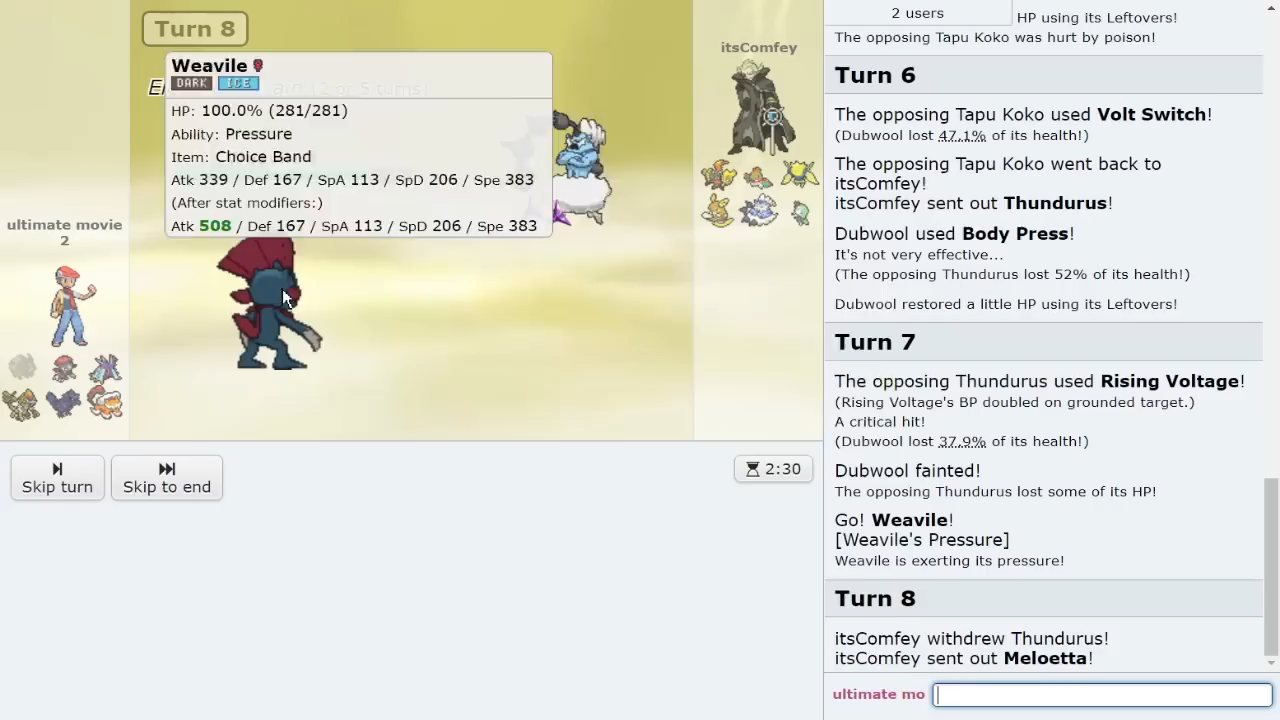 Turn 8
Weavile
DARK ICE
HP: 100.0% (281/281)
Ability: Pressure
Item: Choice Band
Atk 339 / Def 167 / SpA 113 / SpD 206 / Spe 383
(After stat modifiers:)
Atk 508 / Def 167 / SpA 113 / SpD 206 / Spe 383
ultimate movie
2
itsComfey
Skip turn
Skip to end
2:30
2 users
HP using its Leftovers!
The opposing Tapu Koko was hurt by poison!
Turn 6
The opposing Tapu Koko used Volt Switch!
(Dubwool lost 47.1% of its health!)
The opposing Tapu Koko went back to
itsComfey!
itsComfey sent out Thundurus!
Dubwool used Body Press!
It's not very effective...
(The opposing Thundurus lost 52% of its health!)
Dubwool restored a little HP using its Leftovers!
Turn 7
The opposing Thundurus used Rising Voltage!
(Rising Voltage's BP doubled on grounded target.)
A critical hit!
(Dubwool lost 37.9% of its health!)
Dubwool fainted!
The opposing Thundurus lost some of its HP!
Go! Weavile!
[Weavile's Pressure]
Weavile is exerting its pressure!
Turn 8
itsComfey withdrew Thundurus!
itsComfey sent out Meloetta!
ultimate mo